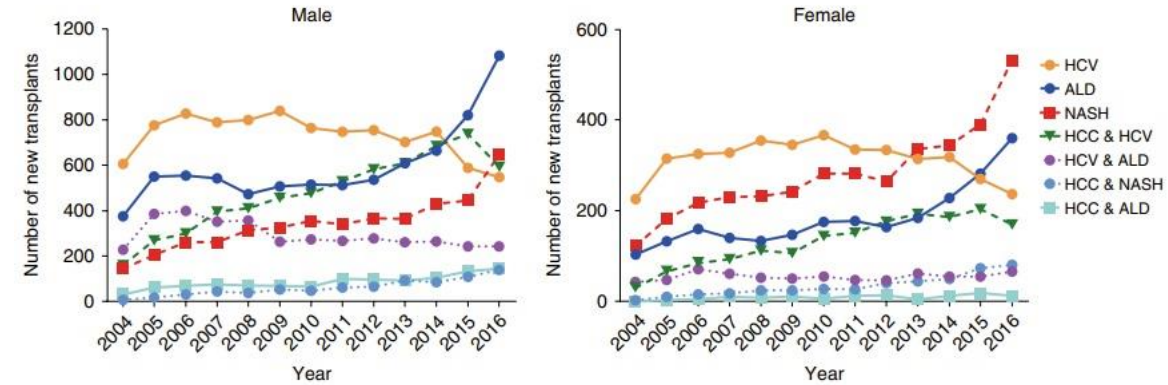 Male
Number of new transplants
1200
1000
800
600
400
200
0
2004
2005
2006
2007
2008
2009
2010
2011
2012
2013
2014
2015
2016
Year
Female
Number of new transplants
600
400
200
0
2004
2005
2006
2007
2008
2009
2010
2011
2012
2013
2014
2015
2016
Year
HCV
ALD
NASH
HCC & HCV
HCV & ALD
HCC & NASH
HCC & ALD